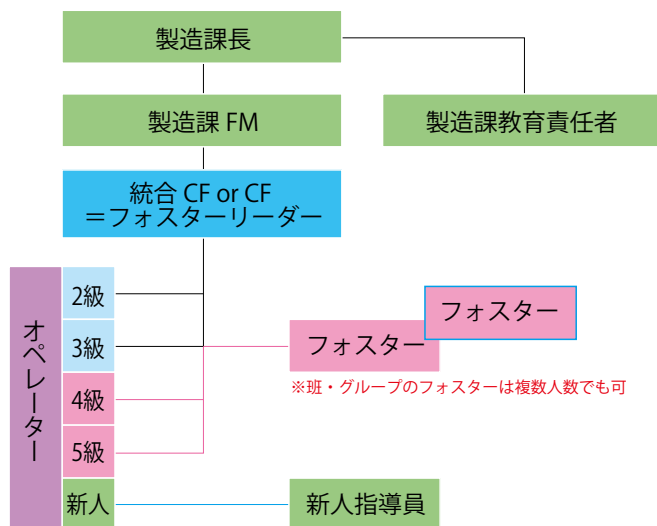 製造課長
製造課 FM
製造課教育責任者
統合 CF or CF
＝フォスターリーダー
オペレーター
2級
3級
4級
5級
新人
フォスター
フォスター
※班・グループのフォスターは複数人数でも可
新人指導員